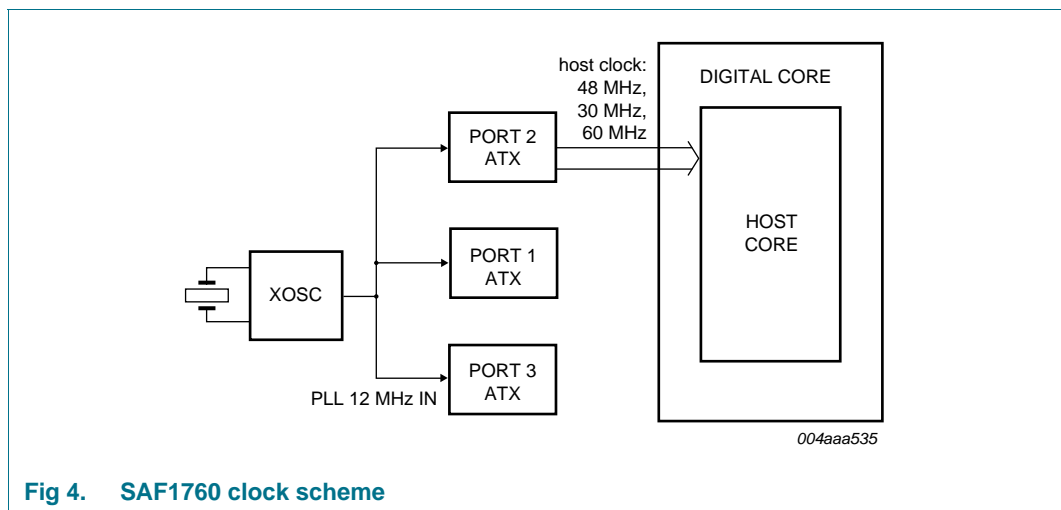 host clock:
48 MHz,
30 MHz,
60 MHz
DIGITAL CORE
PORT 2
ATX
HOST
CORE
PORT 1
ATX
XOSC
PORT 3
ATX
PLL 12 MHz IN
004aaa535
Fig 4. SAF1760 clock scheme